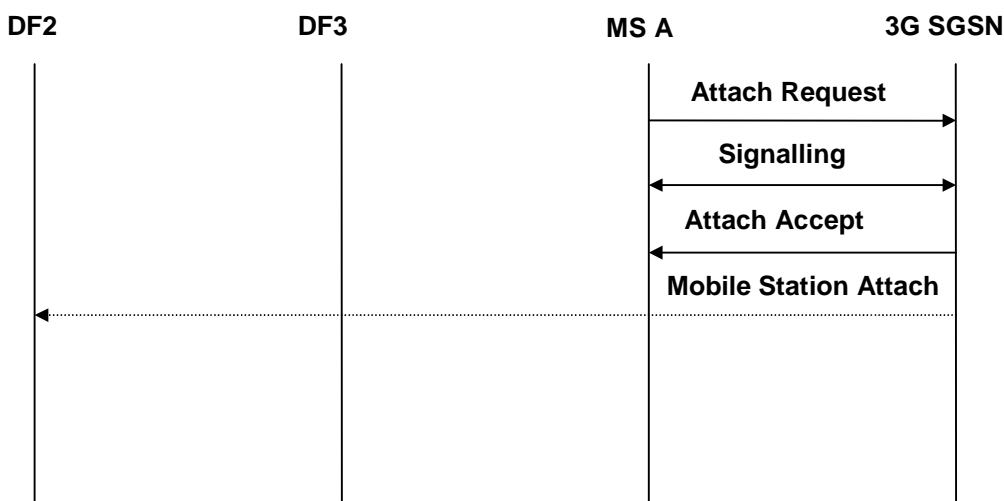 DF2
DF3
MS A
3G SGSN
Attach Request
Signalling
Attach Accept
Mobile Station Attach